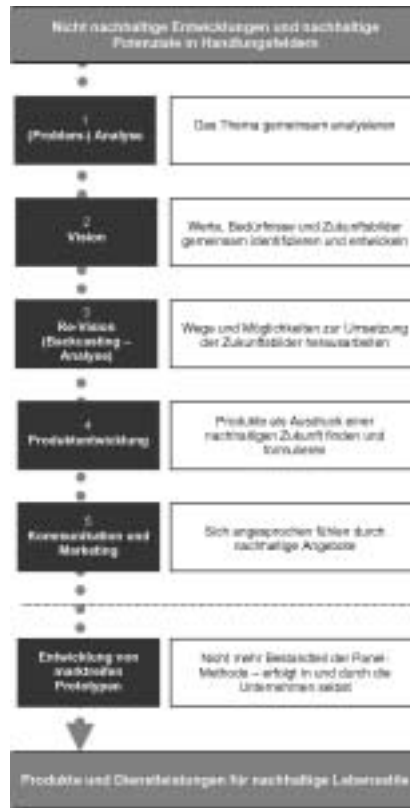 Nicht nachhaltige Entwicklungen und nachhaltige
Potenziale in Handlungsfeldern
1
(Problem-) Analyse
Das Thema gemeinsam analysieren
2
Vision
Werte, Bedürfnisse und Zukunftsbilder
gemeinsam identifizieren und entwickeln
3
Re-Vision
(Backcasting –
Analyse)
Wege und Möglichkeiten zur Umsetzung
der Zukunftsbilder herausarbeiten
4
Produktentwicklung
Produkte als Ausdruck einer
nachhaltigen Zukunft finden und
formulieren
5
Kommunikation und
Marketing
Sich angesprochen fühlen durch
nachhaltige Angebote
Entwicklung von
marktreifen
Prototypen
Nicht mehr Bestandteil der Panel-
Methode – erfolgt in und durch die
Unternehmen selbst
Produkte und Dienstleistungen für nachhaltige Lebensstile